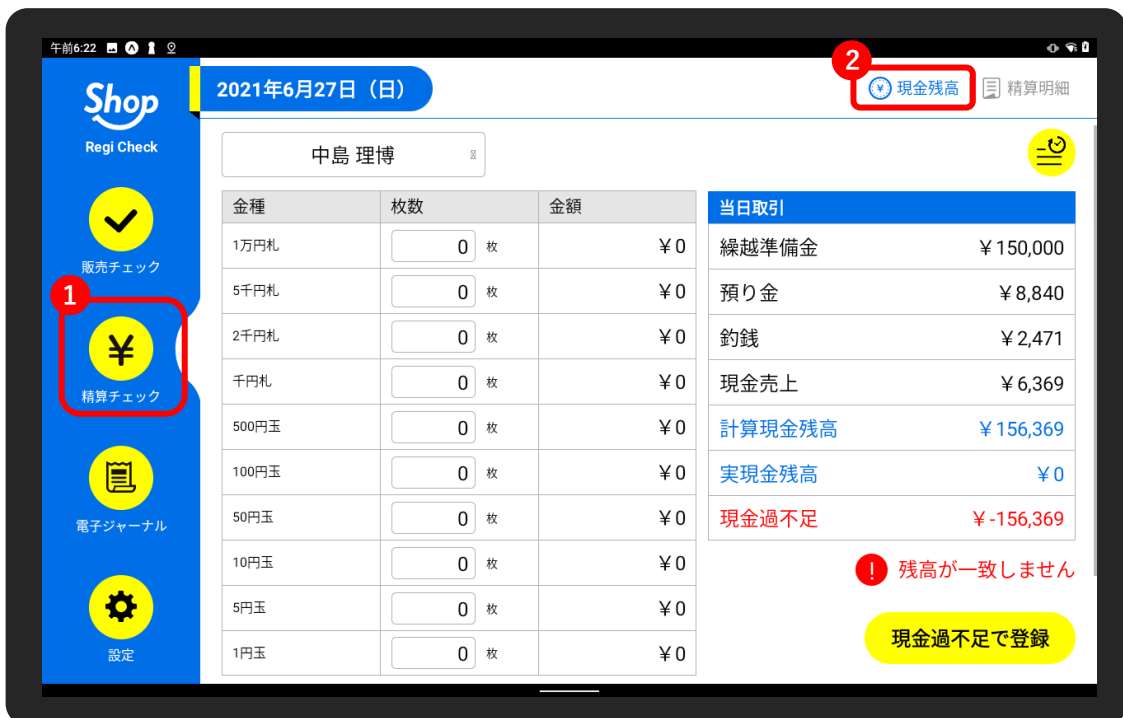 午前6:22
2
Shop
Regi Check
2021年6月27日（日）
現金残高
精算明細
中島 理博
金種 枚数 金額
1万円札 0 枚 ¥0
5千円札 0 枚 ¥0
2千円札 0 枚 ¥0
千円札 0 枚 ¥0
500円玉 0 枚 ¥0
100円玉 0 枚 ¥0
50円玉 0 枚 ¥0
10円玉 0 枚 ¥0
5円玉 0 枚 ¥0
1円玉 0 枚 ¥0
当日取引
繰越準備金 ¥150,000
預り金 ¥8,840
釣銭 ¥2,471
現金売上 ¥6,369
計算現金残高 ¥156,369
実現金残高 ¥0
現金過不足 ¥-156,369
! 残高が一致しません
現金過不足で登録
販売チェック
1
¥
精算チェック
電子ジャーナル
設定